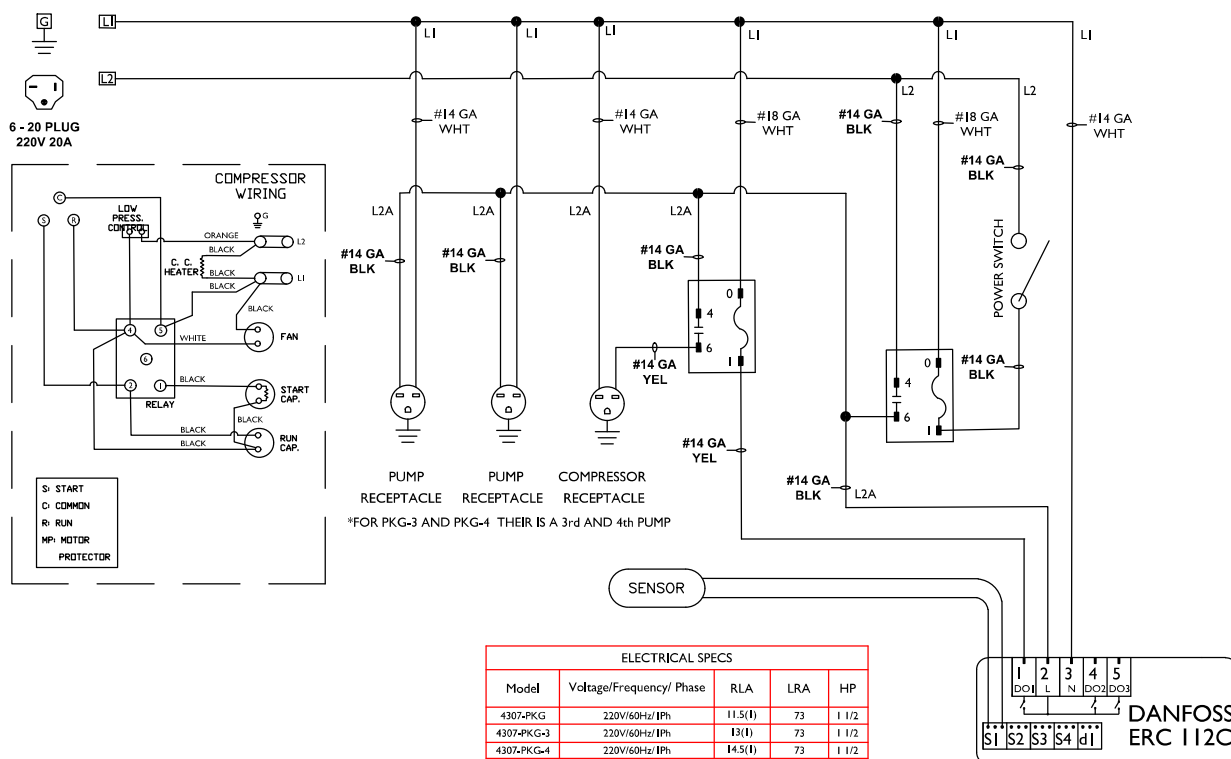 G
L1
L2
6 - 20 PLUG
220V 20A
L1
L1
L1
L1
L1
L2
L2
#14 GA
WHT
#14 GA
WHT
#18 GA
WHT
#14 GA
BLK
#18 GA
WHT
#14 GA
WHT
#14 GA
BLK
COMPRESSOR
WIRING
C
S
R
LOW
PRESS.
CONTROL
G
ORANGE
L2
BLACK
C. C.
HEATER
BLACK
L1
BLACK
4
5
WHITE
FAN
6
2
1
BLACK
START
CAP.
RELAY
BLACK
BLACK
BLACK
RUN
CAP.
S: START
C: COMMON
R: RUN
MP: MOTOR
PROTECTOR
L2A
L2A
L2A
L2A
#14 GA
BLK
#14 GA
BLK
#14 GA
BLK
0
4
6
1
#14 GA
YEL
POWER SWITCH
#14 GA
BLK
0
4
6
1
#14 GA
YEL
#14 GA
BLK
L2A
PUMP
RECEPTACLE
PUMP
RECEPTACLE
COMPRESSOR
RECEPTACLE
*FOR PKG-3 AND PKG-4 THEIR IS A 3rd AND 4th PUMP
SENSOR
ELECTRICAL SPECS
Model Voltage/Frequency/ Phase RLA LRA HP
4307-PKG 220V/60Hz/1Ph 11.5(1) 73 1 1/2
4307-PKG-3 220V/60Hz/1Ph 13(1) 73 1 1/2
4307-PKG-4 220V/60Hz/1Ph 14.5(1) 73 1 1/2
1 2 3 4 5
DO1 L N DO2 DO3
S1 S2 S3 S4 d1
DANFOSS
ERC 112C